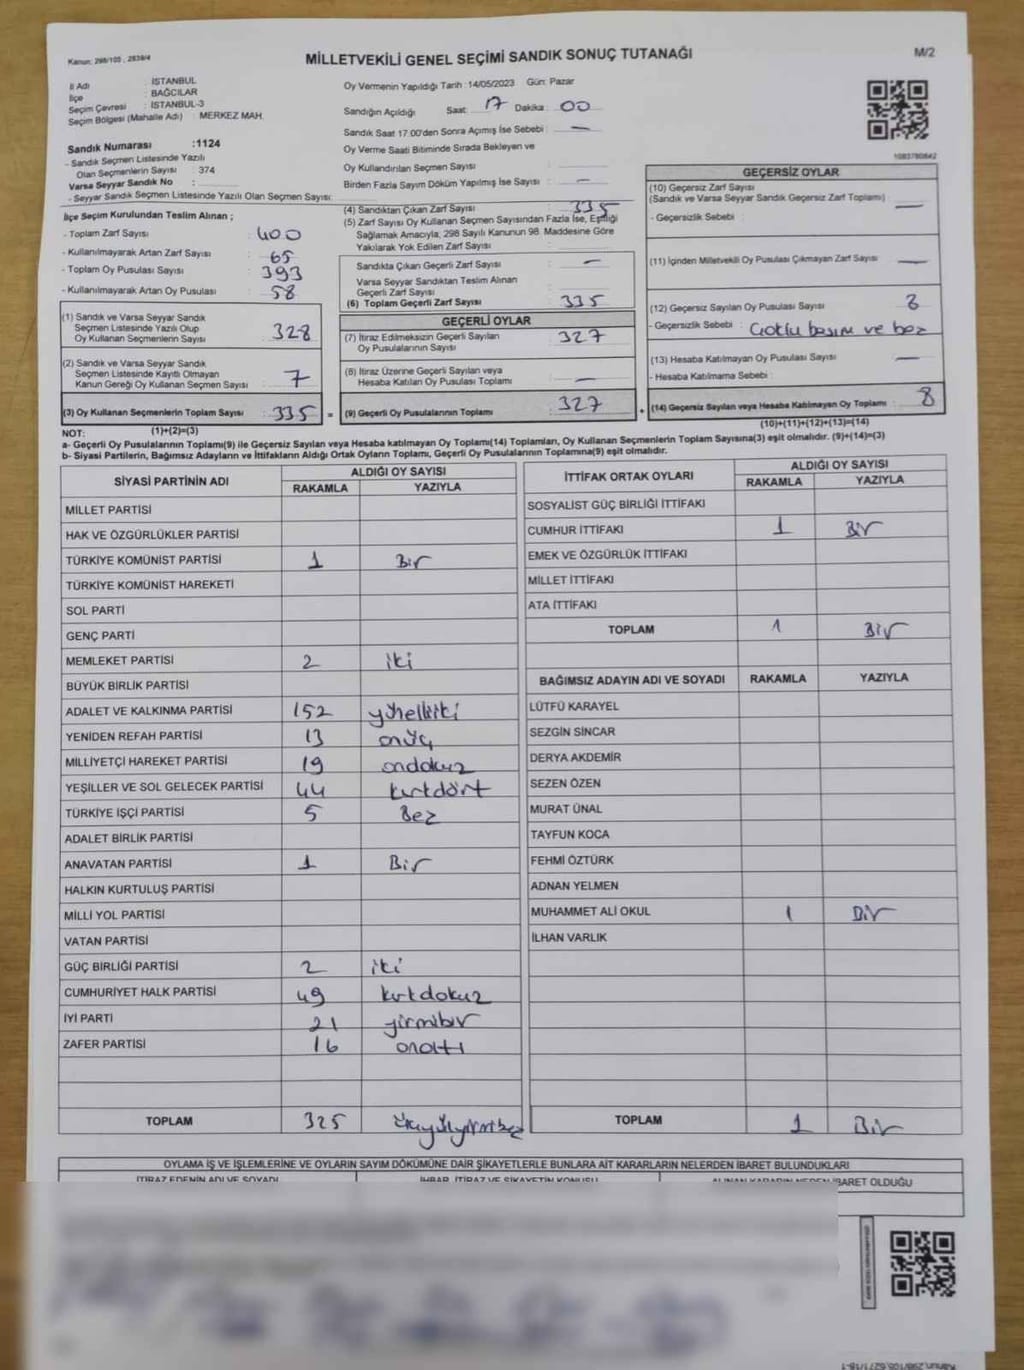 Kanun: 298/105 , 2839/4
MİLLETVEKİLİ GENEL SEÇİMİ SANDIK SONUÇ TUTANAĞI
M/2
İl Adı : İSTANBUL
İlçe : BAĞCILAR
Seçim Çevresi : İSTANBUL-3
Seçim Bölgesi (Mahalle Adı) : MERKEZ MAH.
Sandık Numarası :1124
- Sandık Seçmen Listesinde Yazılı
Olan Seçmenlerin Sayısı : 374
Varsa Seyyar Sandık No :
- Seyyar Sandık Seçmen Listesinde Yazılı Olan Seçmen Sayısı:
Oy Vermenin Yapıldığı Tarih :14/05/2023 Gün: Pazar
Sandığın Açıldığı Saat: 17 Dakika : 00
Sandık Saat 17.00'den Sonra Açımış İse Sebebi : —
Oy Verme Saati Bitiminde Sırada Bekleyen ve
Oy Kullandırılan Seçmen Sayısı :
Birden Fazla Sayım Döküm Yapılmış İse Sayısı : —
İlçe Seçim Kurulundan Teslim Alınan ;
- Toplam Zarf Sayısı : 400
- Kullanılmayarak Artan Zarf Sayısı : 65
- Toplam Oy Pusulası Sayısı : 393
- Kullanılmayarak Artan Oy Pusulası : 58
(1) Sandık ve Varsa Seyyar Sandık
Seçmen Listesinde Yazılı Olup
Oy Kullanan Seçmenlerin Sayısı : 328
(2) Sandık ve Varsa Seyyar Sandık
Seçmen Listesinde Kayıtlı Olmayan
Kanun Gereği Oy Kullanan Seçmen Sayısı : 7
(3) Oy Kullanan Seçmenlerin Toplam Sayısı : 335 =
(1)+(2)=(3)
(4) Sandıktan Çıkan Zarf Sayısı : 335
(5) Zarf Sayısı Oy Kullanan Seçmen Sayısından Fazla İse, Eşitliği
Sağlamak Amacıyla, 298 Sayılı Kanunun 98. Maddesine Göre
Yakılarak Yok Edilen Zarf Sayısı :
Sandıkta Çıkan Geçerli Zarf Sayısı : —
Varsa Seyyar Sandıktan Teslim Alınan
Geçerli Zarf Sayısı :
(6) Toplam Geçerli Zarf Sayısı : 335
GEÇERLİ OYLAR
(7) İtiraz Edilmeksizin Geçerli Sayılan
Oy Pusulalarının Sayısı : 327
(8) İtiraz Üzerine Geçerli Sayılan veya
Hesaba Katılan Oy Pusulası Toplamı : —
(9) Geçerli Oy Pusulalarının Toplamı : 327 +
1083780842
GEÇERSİZ OYLAR
(10) Geçersiz Zarf Sayısı
(Sandık ve Varsa Seyyar Sandık Geçersiz Zarf Toplamı) : —
- Geçersizlik Sebebi :
(11) İçinden Milletvekili Oy Pusulası Çıkmayan Zarf Sayısı : —
(12) Geçersiz Sayılan Oy Pusulası Sayısı : 8
- Geçersizlik Sebebi : ve
(13) Hesaba Katılmayan Oy Pusulası Sayısı : —
- Hesaba Katılmama Sebebi :
(14) Geçersiz Sayılan veya Hesaba Katılmayan Oy Toplamı : 8
(10)+(11)+(12)+(13)=(14)
NOT:
a- Geçerli Oy Pusulalarının Toplamı(9) ile Geçersiz Sayılan veya Hesaba katılmayan Oy Toplamı(14) Toplamları, Oy Kullanan Seçmenlerin Toplam Sayısına(3) eşit olmalıdır. (9)+(14)=(3)
b- Siyasi Partilerin, Bağımsız Adayların ve İttifakların Aldığı Ortak Oyların Toplamı, Geçerli Oy Pusulalarının Toplamına(9) eşit olmalıdır.
SİYASİ PARTİNİN ADI
ALDIĞI OY SAYISI
RAKAMLA YAZIYLA
MİLLET PARTİSİ
HAK VE ÖZGÜRLÜKLER PARTİSİ
TÜRKİYE KOMÜNİST PARTİSİ 1 Bir
TÜRKİYE KOMÜNİST HAREKETİ
SOL PARTİ
GENÇ PARTİ
MEMLEKET PARTİSİ 2 iki
BÜYÜK BİRLİK PARTİSİ
ADALET VE KALKINMA PARTİSİ 152 yüzelliiki
YENİDEN REFAH PARTİSİ 13 onüç
MİLLİYETÇİ HAREKET PARTİSİ 19 ondokuz
YEŞİLLER VE SOL GELECEK PARTİSİ 44 kırkdört
TÜRKİYE İŞÇİ PARTİSİ 5 Beş
ADALET BİRLİK PARTİSİ
ANAVATAN PARTİSİ 1 Bir
HALKIN KURTULUŞ PARTİSİ
MİLLİ YOL PARTİSİ
VATAN PARTİSİ
GÜÇ BİRLİĞİ PARTİSİ 2 iki
CUMHURİYET HALK PARTİSİ 49 kırkdokuz
İYİ PARTİ 21 yirmibir
ZAFER PARTİSİ 16 onaltı
TOPLAM 325 üçyüzyirmibeş
İTTİFAK ORTAK OYLARI
ALDIĞI OY SAYISI
RAKAMLA YAZIYLA
SOSYALİST GÜÇ BİRLİĞİ İTTİFAKI
CUMHUR İTTİFAKI 1 Bir
EMEK VE ÖZGÜRLÜK İTTİFAKI
MİLLET İTTİFAKI
ATA İTTİFAKI
TOPLAM 1 Bir
BAĞIMSIZ ADAYIN ADI VE SOYADI RAKAMLA YAZIYLA
LÜTFÜ KARAYEL
SEZGİN SİNCAR
DERYA AKDEMİR
SEZEN ÖZEN
MURAT ÜNAL
TAYFUN KOCA
FEHMİ ÖZTÜRK
ADNAN YELMEN
MUHAMMET ALİ OKUL 1 Bir
İLHAN VARLIK
TOPLAM 1 Bir
OYLAMA İŞ VE İŞLEMLERİNE VE OYLARIN SAYIM DÖKÜMÜNE DAİR ŞİKAYETLERLE BUNLARA AİT KARARLARIN NELERDEN İBARET BULUNDUKLARI
İTİRAZ EDENİN ADI VE SOYADI İHBAR, İTİRAZ VE ŞİKAYETİN KONUSU ALINAN KARARIN NEDEN İBARET OLDUĞU